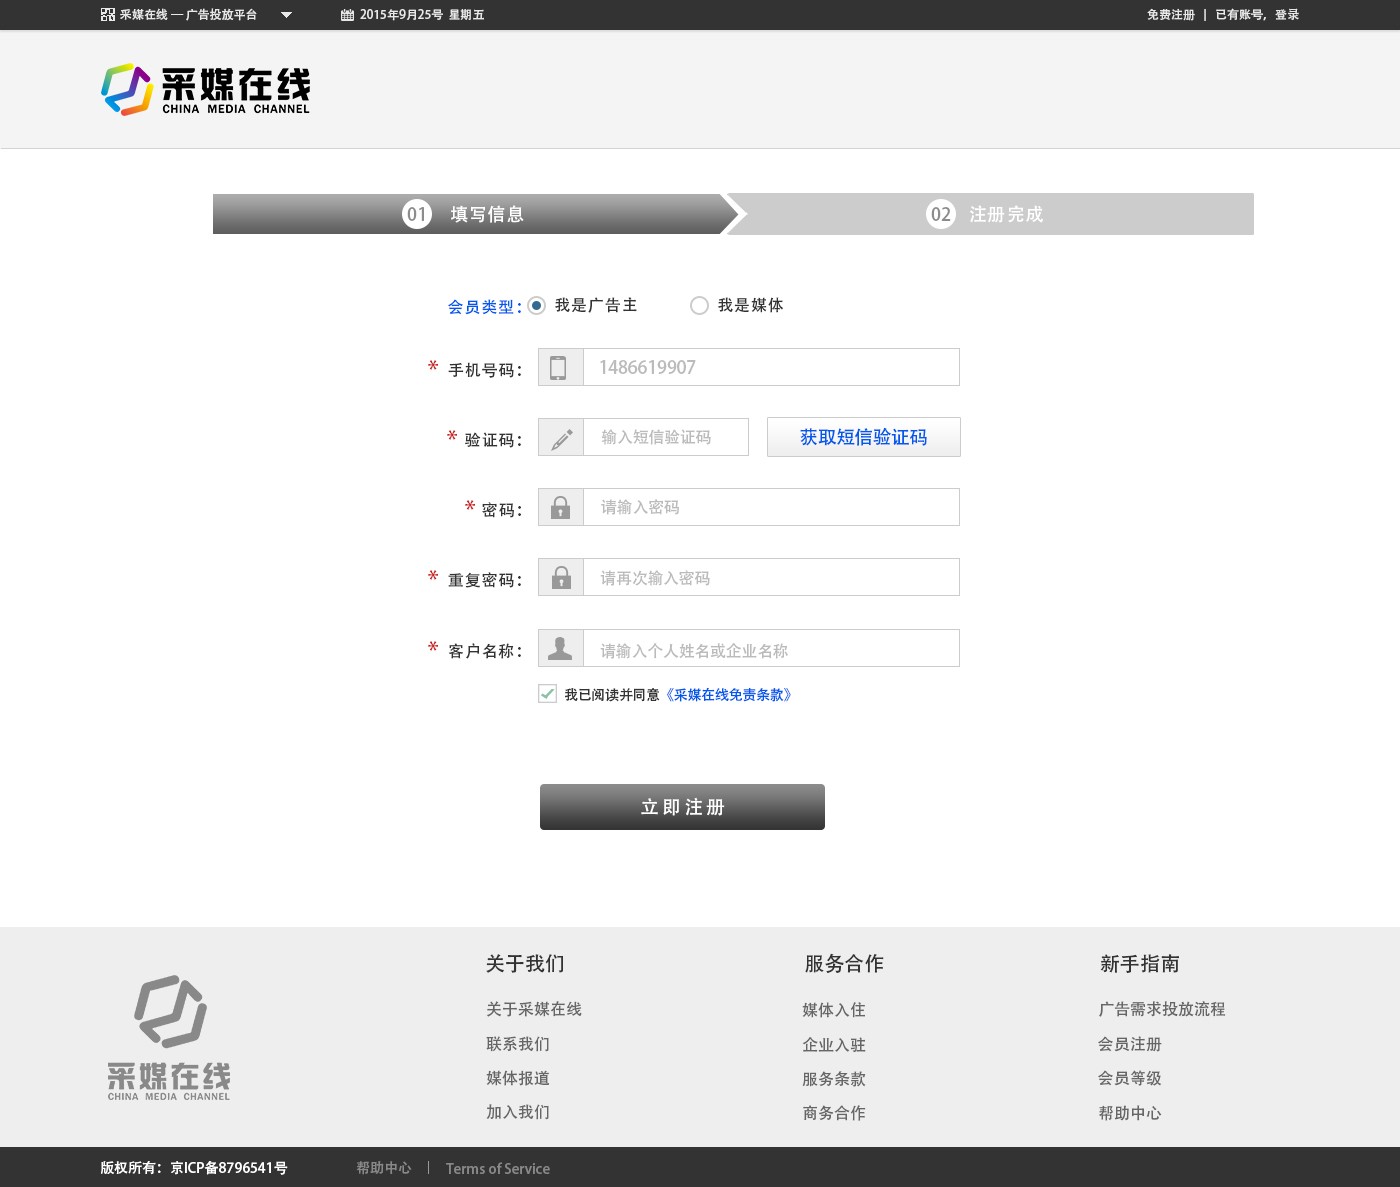 采媒在线 — 广告投放平台
2015年9月25号 星期五
免费注册 | 已有账号，登录
采媒在线
CHINA MEDIA CHANNEL
01 填写信息
02 注册完成
会员类型： 我是广告主 我是媒体
* 手机号码： 1486619907
* 验证码： 输入短信验证码 获取短信验证码
* 密码： 请输入密码
* 重复密码： 请再次输入密码
* 客户名称： 请输入个人姓名或企业名称
我已阅读并同意《采媒在线免责条款》
立即注册
关于我们
关于采媒在线
联系我们
媒体报道
加入我们
服务合作
媒体入住
企业入驻
服务条款
商务合作
新手指南
广告需求投放流程
会员注册
会员等级
帮助中心
采媒在线
CHINA MEDIA CHANNEL
版权所有：京ICP备8796541号
帮助中心 | Terms of Service